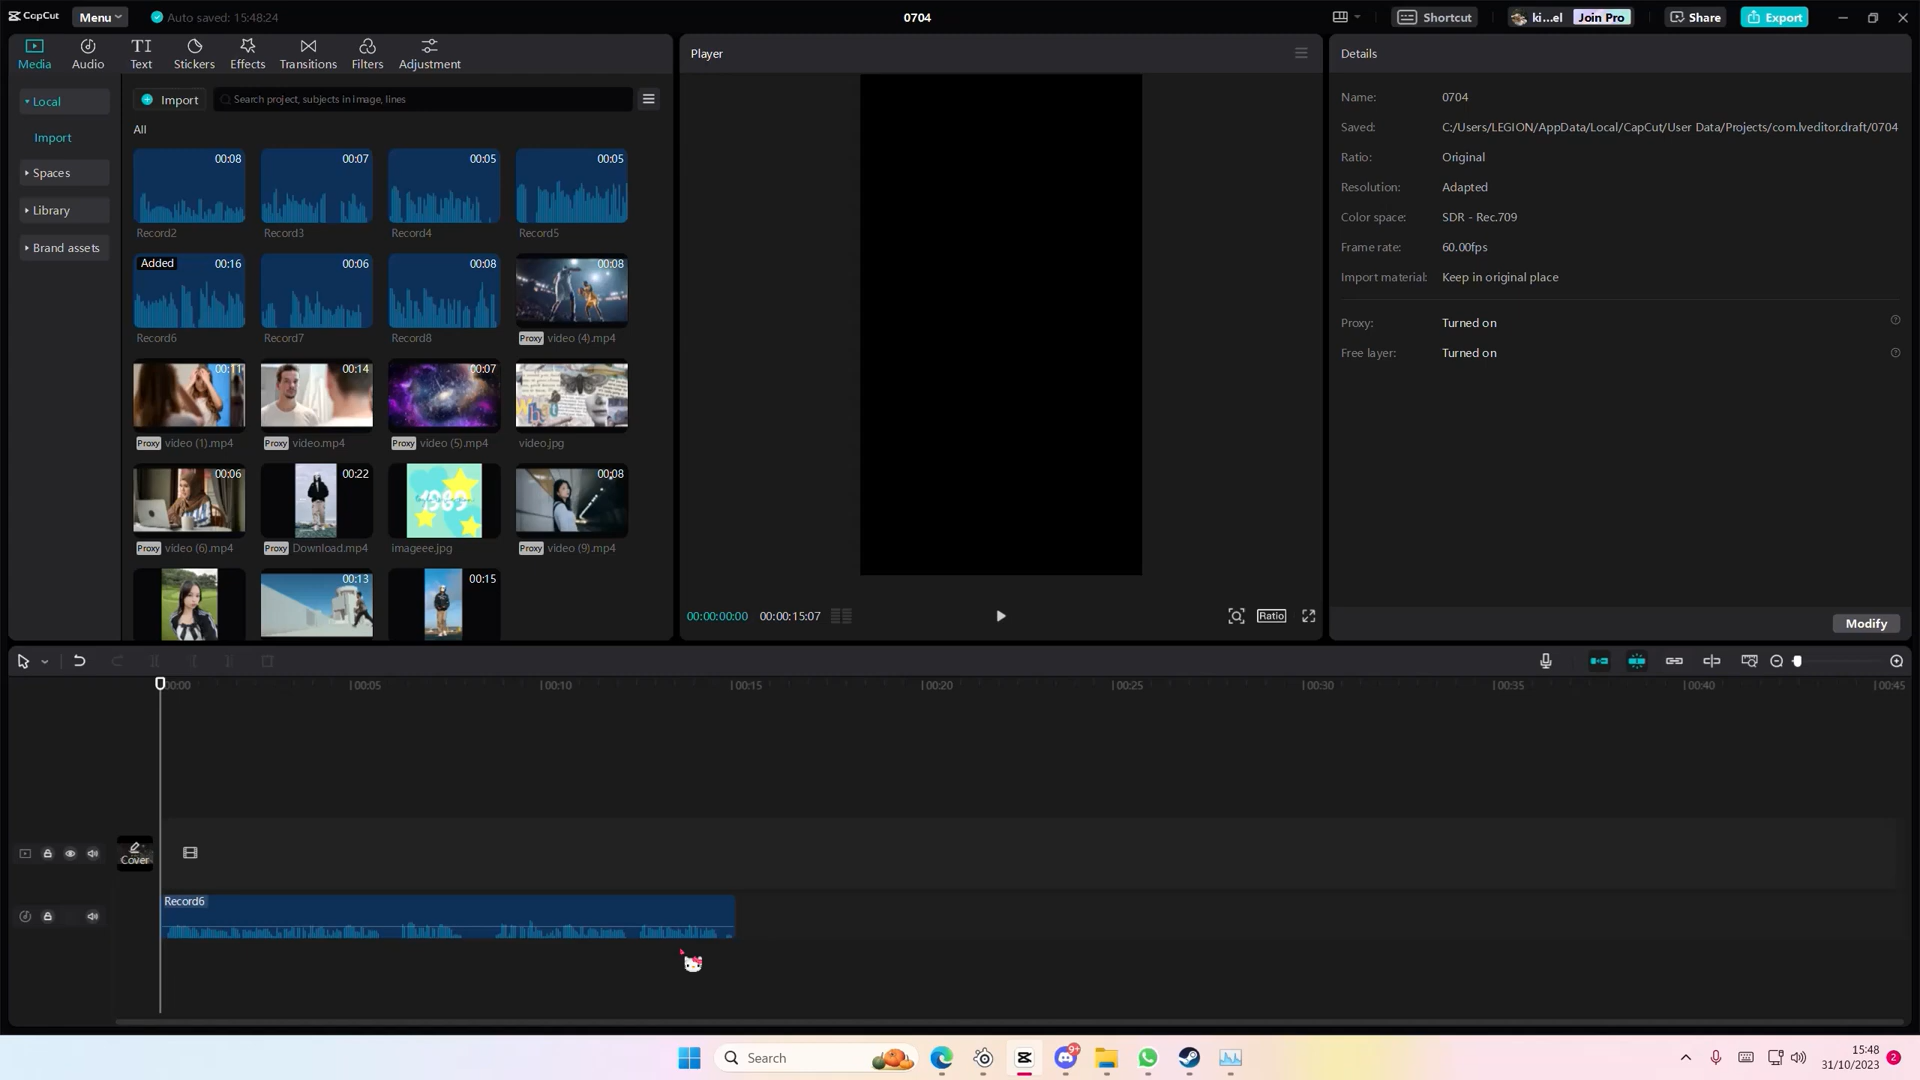 CapCut
Menu
Auto saved: 15:48:24
0704
Shortcut
ki...el
Join Pro
Share
Export
Media
Audio
TI
Text
Stickers
Effects
Transitions
Filters
Adjustment
Local
Import
Spaces
Library
Brand assets
Import
Search project, subjects in image, lines
All
00:08
00:07
00:05
00:05
Record2
Record3
Record4
Record5
Added
00:16
00:06
00:08
00:08
Record6
Record7
Record8
Proxy video (4).mp4
00:11
00:14
00:07
Proxy video (1).mp4
Proxy video.mp4
Proxy video (5).mp4
video.jpg
00:06
00:22
1989
00:08
Proxy video (6).mp4
Proxy Download.mp4
imageee.jpg
Proxy video (9).mp4
00:13
00:15
Player
00:00:00:00
00:00:15:07
Ratio
Details
Name: 0704
Saved: C:/Users/LEGION/AppData/Local/CapCut/User Data/Projects/com.lveditor.draft/0704
Ratio: Original
Resolution: Adapted
Color space: SDR - Rec.709
Frame rate: 60.00fps
Import material: Keep in original place
Proxy: Turned on
Free layer: Turned on
Modify
00:00
00:05
00:10
00:15
00:20
00:25
00:30
00:35
00:40
00:45
Cover
Record6
Search
9+
15:48
31/10/2023
2